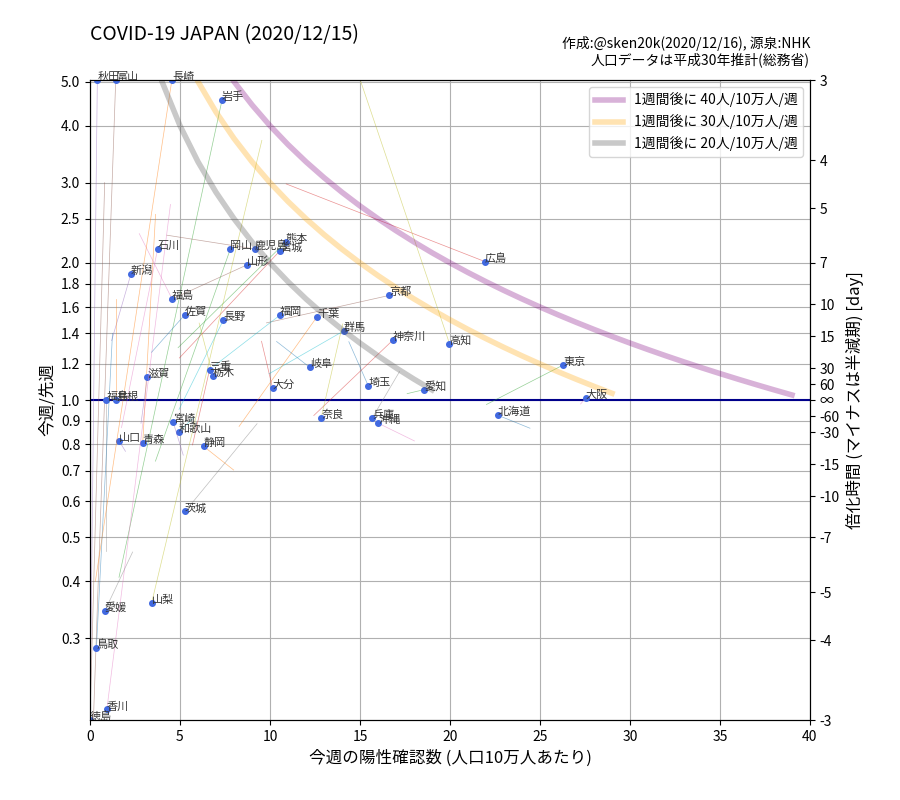 COVID-19 JAPAN (2020/12/15)
作成:@sken20k(2020/12/16), 源泉:NHK
人口データは平成30年推計(総務省)
1週間後に 40人/10万人/週
1週間後に 30人/10万人/週
1週間後に 20人/10万人/週
秋田
富山
長崎
岩手
石川
岡山
鹿児島
熊本
宮城
山形
広島
新潟
福島
京都
佐賀
長野
福岡
千葉
群馬
神奈川
高知
三重
栃木
岐阜
東京
滋賀
大分
埼玉
愛知
大阪
福井
島根
宮崎
和歌山
奈良
兵庫
沖縄
北海道
山口
青森
静岡
茨城
愛媛
山梨
鳥取
香川
徳島
5.0
4.0
3.0
2.5
2.0
1.8
1.6
1.4
1.2
1.0
0.9
0.8
0.7
0.6
0.5
0.4
0.3
今週/先週
3
4
5
7
10
15
30
60
∞
-60
-30
-15
-10
-7
-5
-4
-3
倍化時間 (マイナスは半減期) [day]
0 5 10 15 20 25 30 35 40
今週の陽性確認数 (人口10万人あたり)